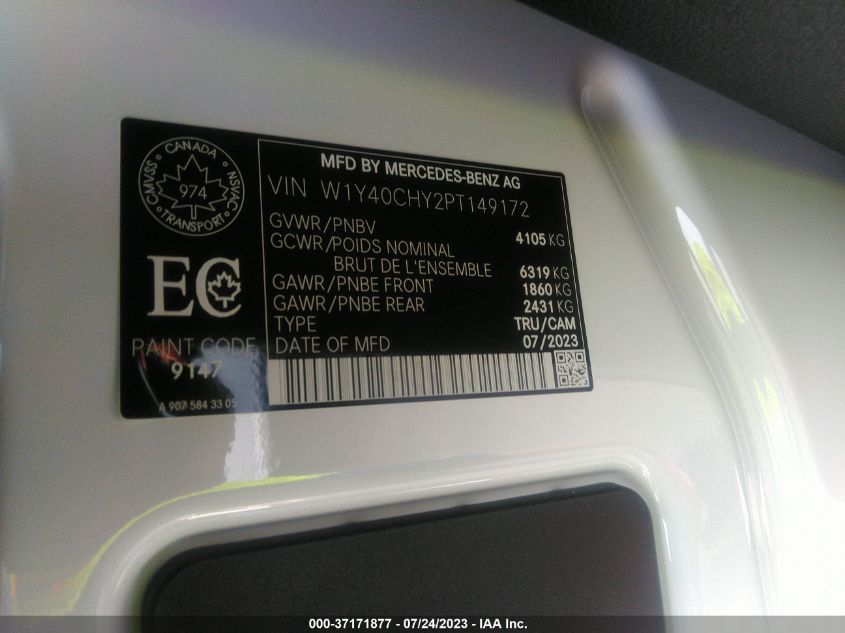 CANADA
CMVSS NSVAC
974
TRANSPORT
EC
PAINT CODE
9147
A 907 584 33 05
MFD BY MERCEDES-BENZ AG
VIN W1Y40CHY2PT149172
GVWR/PNBV 4105 KG
GCWR/POIDS NOMINAL
BRUT DE L'ENSEMBLE 6319 KG
GAWR/PNBE FRONT 1860 KG
GAWR/PNBE REAR 2431 KG
TYPE TRU/CAM
DATE OF MFD 07/2023
000-37171877 - 07/24/2023 - IAA Inc.